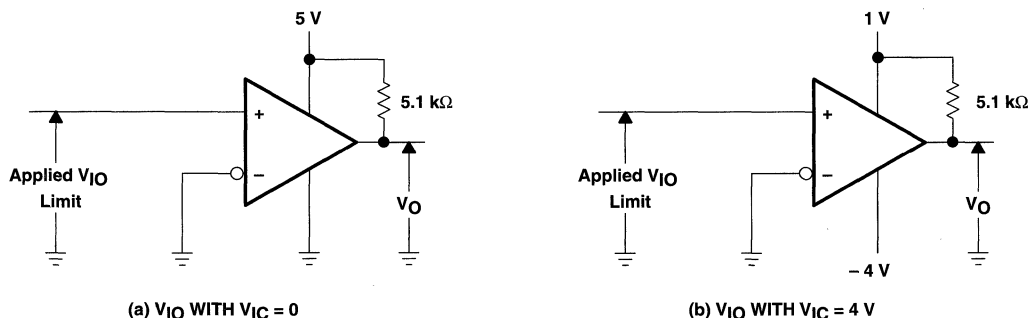 5 V
5.1 kΩ
+
−
Applied VIO
Limit
VO
(a) VIO WITH VIC = 0
1 V
5.1 kΩ
+
−
Applied VIO
Limit
VO
− 4 V
(b) VIO WITH VIC = 4 V